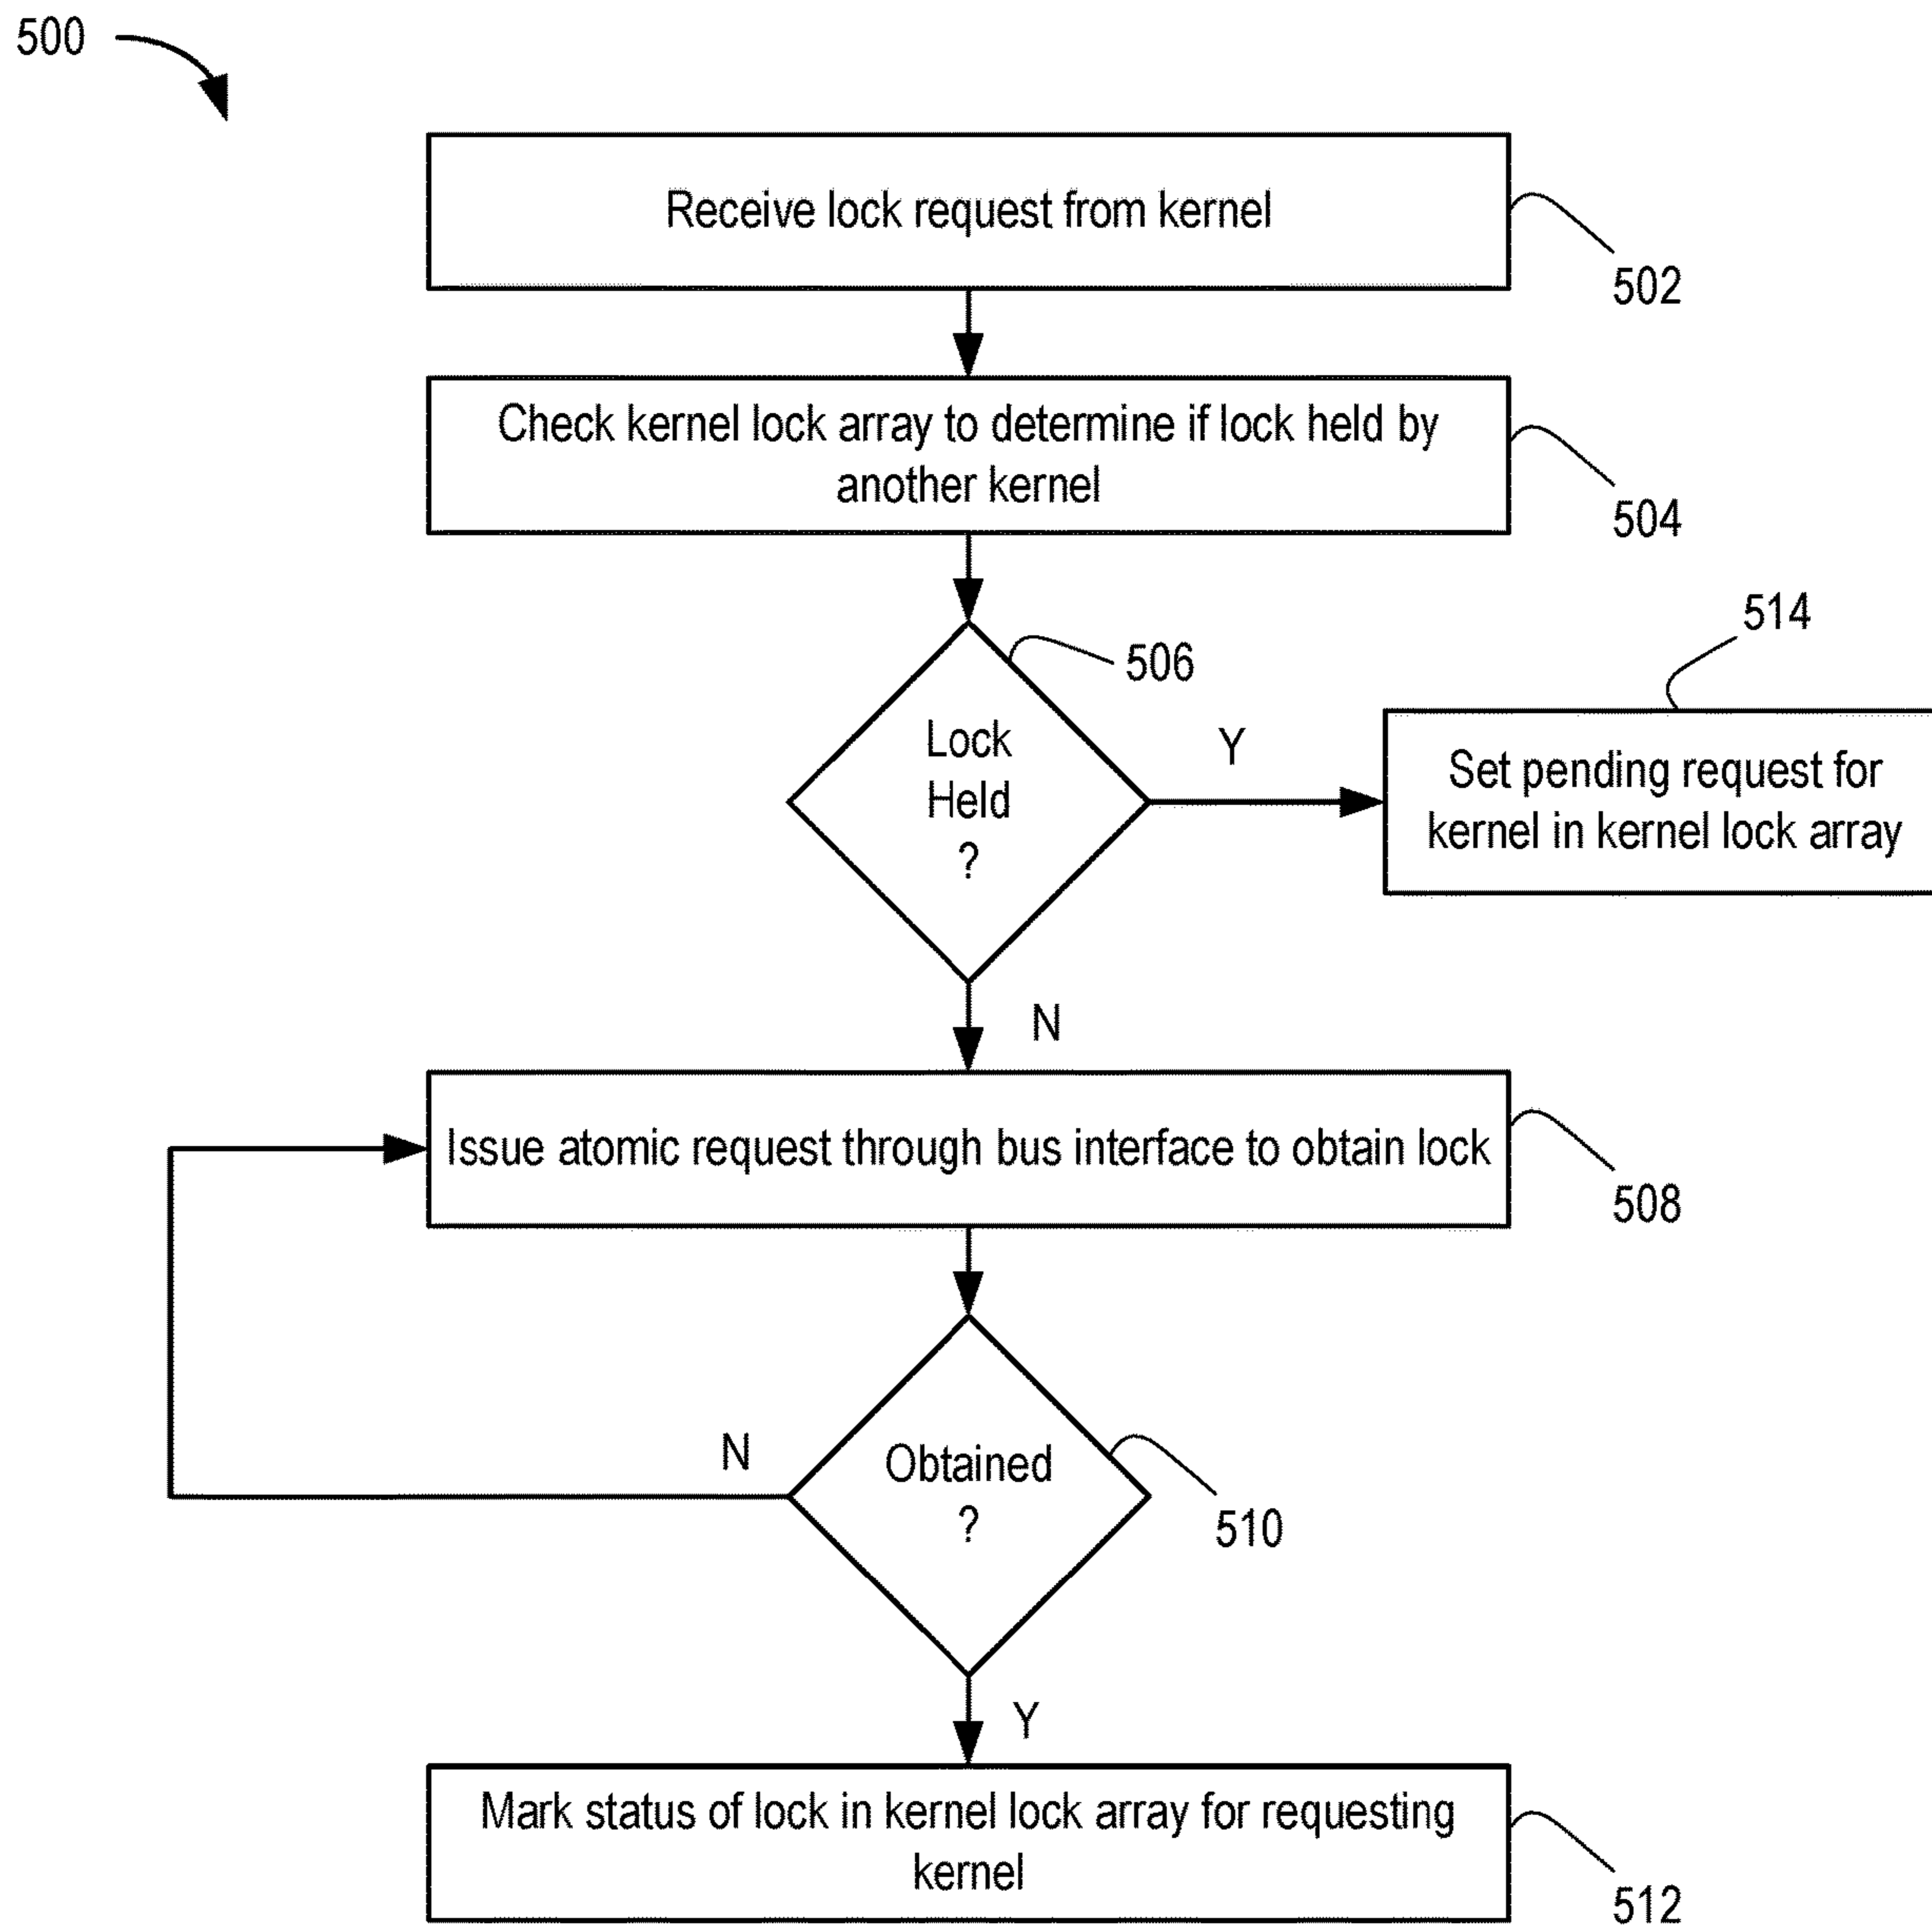 500
Receive lock request from kernel
502
Check kernel lock array to determine if lock held by
another kernel
504
506
Lock
Held
?
Y
514
Set pending request for
kernel in kernel lock array
N
Issue atomic request through bus interface to obtain lock
508
Obtained
?
N
510
Y
Mark status of lock in kernel lock array for requesting
kernel
512